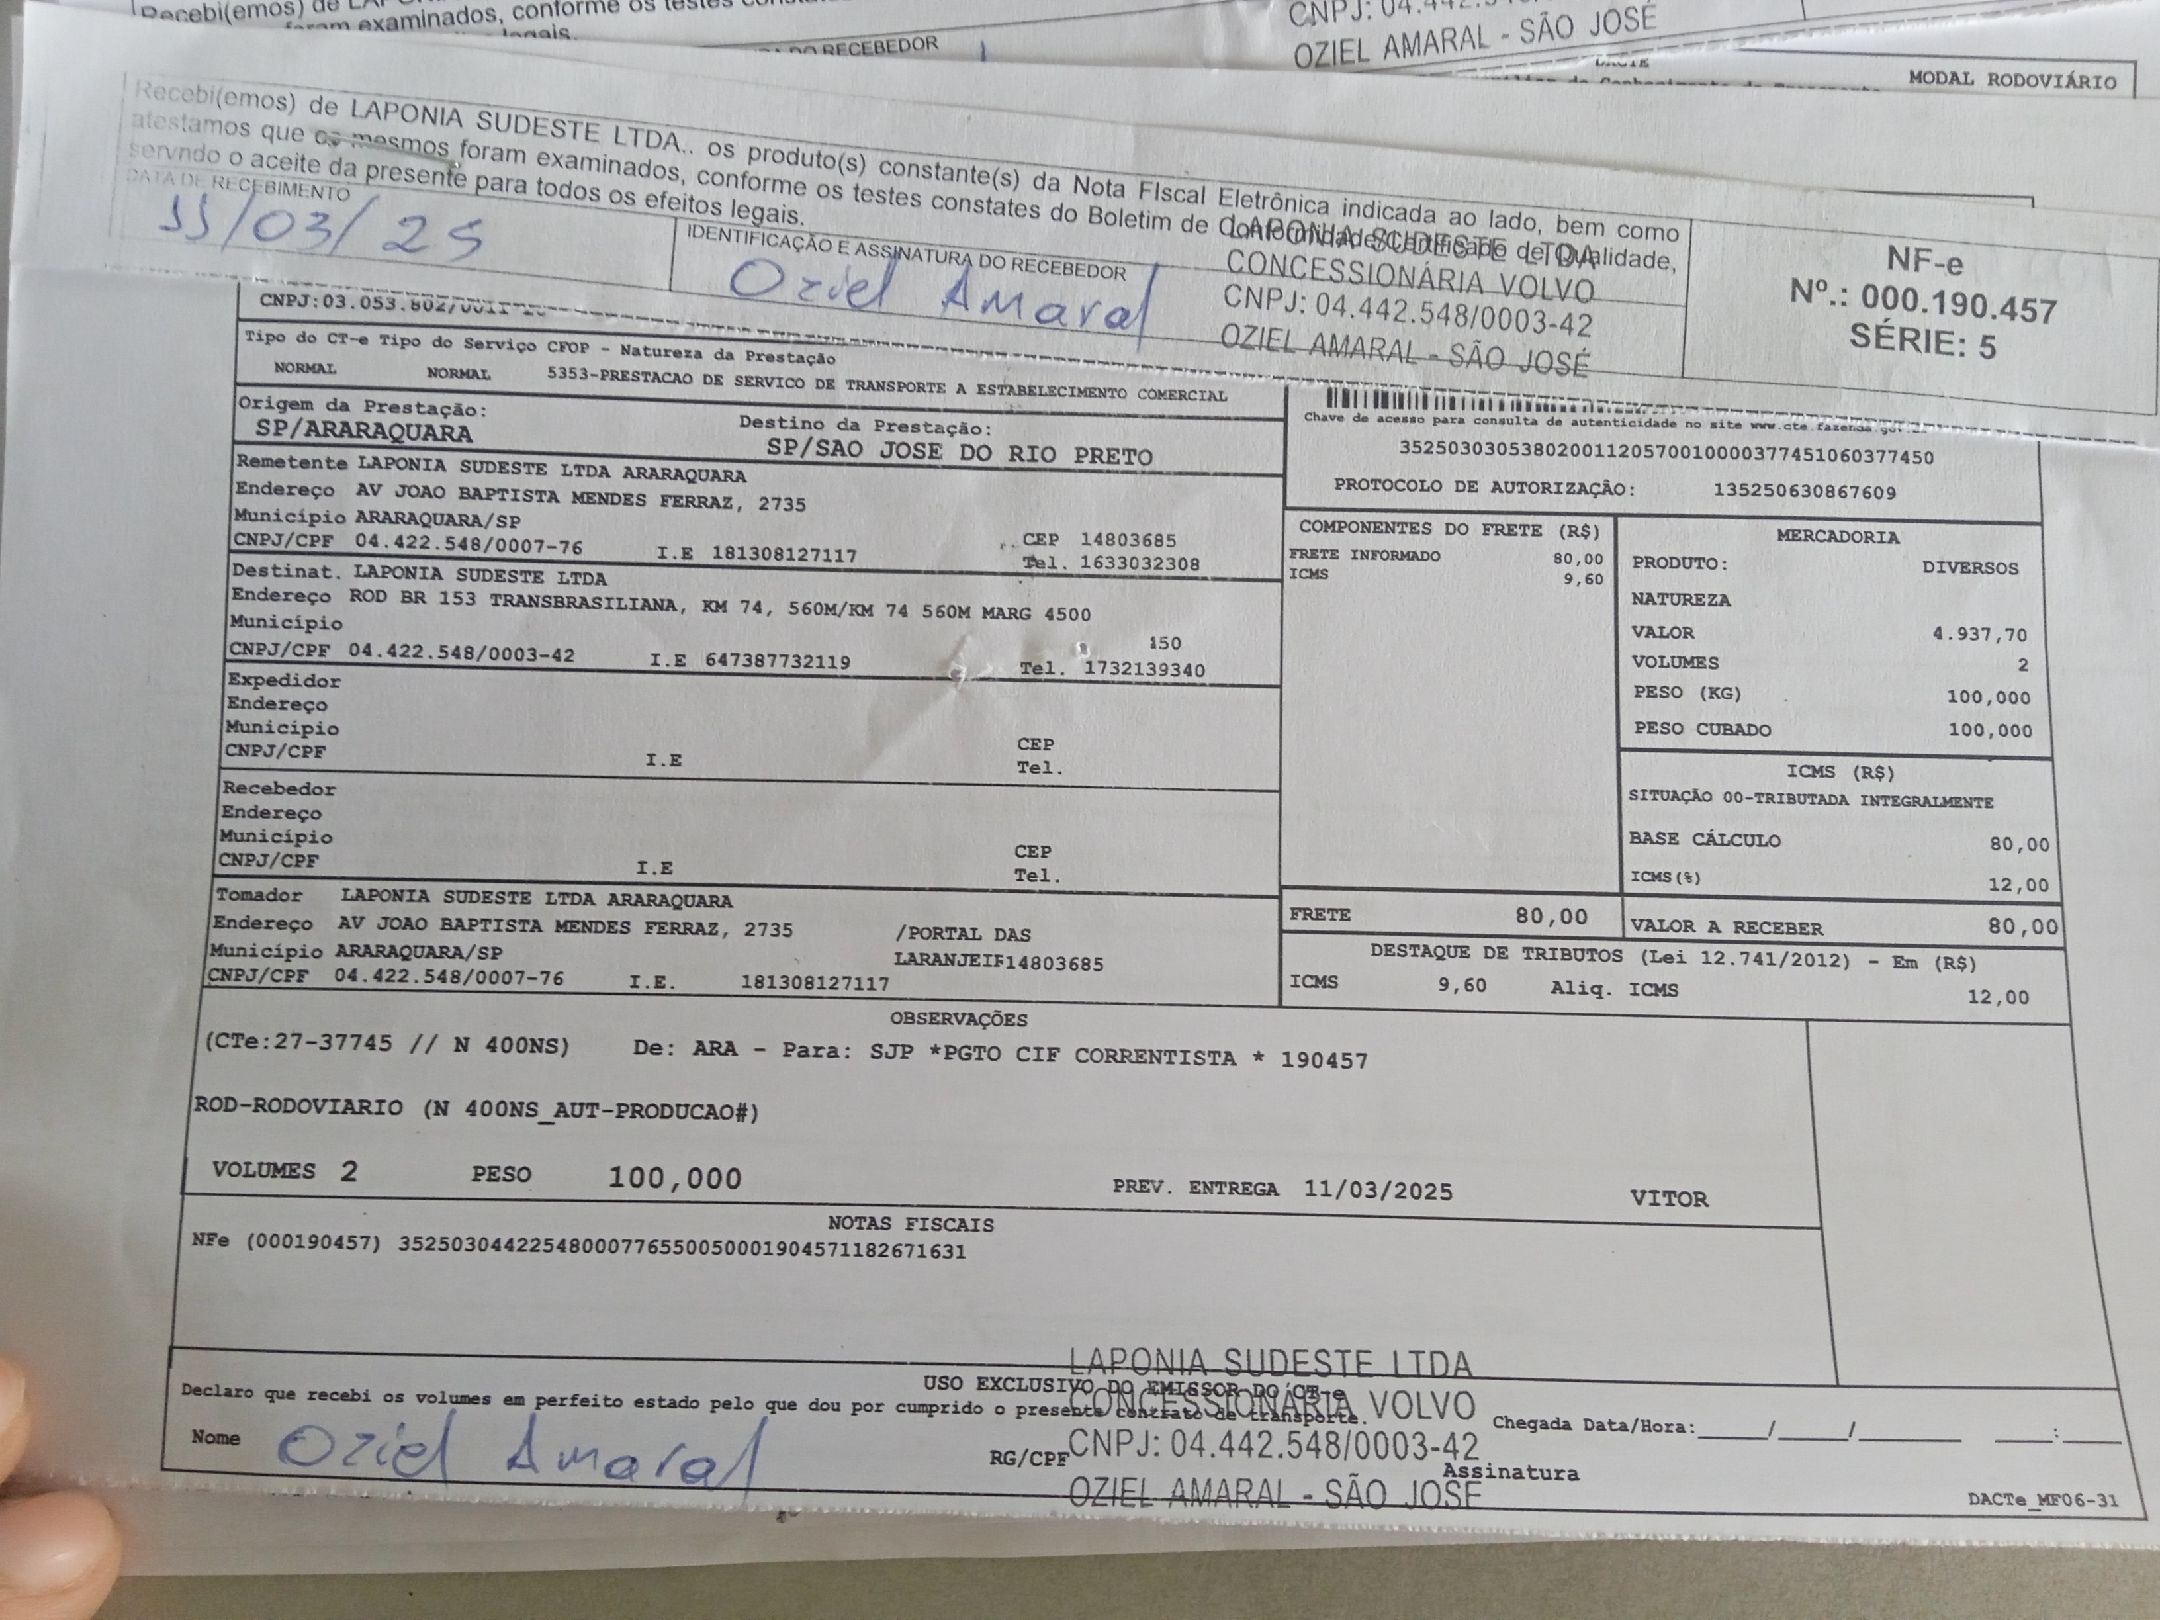 foram examinados, conforme os testes
DO RECEBEDOR
OZIEL AMARAL - SÃO JOSÉ
MODAL RODOVIÁRIO
Recebi(emos) de LAPONIA SUDESTE LTDA.. os produto(s) constante(s) da Nota FIscal Eletrônica indicada ao lado, bem como
atestamos que os mesmos foram examinados, conforme os testes constates do Boletim de Conformidade/Certificado de Qualidade,
servndo o aceite da presente para todos os efeitos legais.
DATA DE RECEBIMENTO
11/03/25
IDENTIFICAÇÃO E ASSINATURA DO RECEBEDOR
Oziel Amaral
LAPONIA SUDESTE LTDA
CONCESSIONÁRIA VOLVO
CNPJ: 04.442.548/0003-42
OZIEL AMARAL - SÃO JOSÉ
NF-e
Nº.: 000.190.457
SÉRIE: 5
Tipo do CT-e Tipo do Serviço CFOP - Natureza da Prestação
NORMAL NORMAL 5353-PRESTACAO DE SERVICO DE TRANSPORTE A ESTABELECIMENTO COMERCIAL
Origem da Prestação: Destino da Prestação:
SP/ARARAQUARA SP/SAO JOSE DO RIO PRETO
Chave de acesso para consulta de autenticidade no site
35250303053802001120570010000377451060377450
PROTOCOLO DE AUTORIZAÇÃO: 135250630867609
Remetente LAPONIA SUDESTE LTDA ARARAQUARA
Endereço AV JOAO BAPTISTA MENDES FERRAZ, 2735
Município ARARAQUARA/SP CEP 14803685
CNPJ/CPF 04.422.548/0007-76 I.E 181308127117 Tel. 1633032308
Destinat. LAPONIA SUDESTE LTDA
Endereço ROD BR 153 TRANSBRASILIANA, KM 74, 560M/KM 74 560M MARG 4500
Município 150
CNPJ/CPF 04.422.548/0003-42 I.E 647387732119 Tel. 1732139340
Expedidor
Endereço
Município CEP
CNPJ/CPF I.E Tel.
Recebedor
Endereço
Município CEP
CNPJ/CPF I.E Tel.
Tomador LAPONIA SUDESTE LTDA ARARAQUARA
Endereço AV JOAO BAPTISTA MENDES FERRAZ, 2735 /PORTAL DAS
Município ARARAQUARA/SP LARANJEIF14803685
CNPJ/CPF 04.422.548/0007-76 I.E. 181308127117
COMPONENTES DO FRETE (R$)
FRETE INFORMADO 80,00
ICMS 9,60
MERCADORIA
PRODUTO: DIVERSOS
NATUREZA
VALOR 4.937,70
VOLUMES 2
PESO (KG) 100,000
PESO CUBADO 100,000
ICMS (R$)
SITUAÇÃO 00-TRIBUTADA INTEGRALMENTE
BASE CÁLCULO 80,00
ICMS(%) 12,00
FRETE 80,00 VALOR A RECEBER 80,00
DESTAQUE DE TRIBUTOS (Lei 12.741/2012) - Em (R$)
ICMS 9,60 Aliq. ICMS 12,00
OBSERVAÇÕES
(CTe:27-37745 // N 400NS) De: ARA - Para: SJP *PGTO CIF CORRENTISTA * 190457
ROD-RODOVIARIO (N 400NS_AUT-PRODUCAO#)
VOLUMES 2 PESO 100,000 PREV. ENTREGA 11/03/2025 VITOR
NOTAS FISCAIS
NFe (000190457) 35250304422548000776550050001904571182671631
USO EXCLUSIVO DO EMISSOR DO CT-e
Declaro que recebi os volumes em perfeito estado pelo que dou por cumprido o presente contrato de transporte.
Nome Oziel Amaral RG/CPF Assinatura
Chegada Data/Hora:_____/_____/_______ ___:____
LAPONIA SUDESTE LTDA
CONCESSIONÁRIA VOLVO
CNPJ: 04.442.548/0003-42
OZIEL AMARAL - SÃO JOSÉ
DACTe_MF06-31